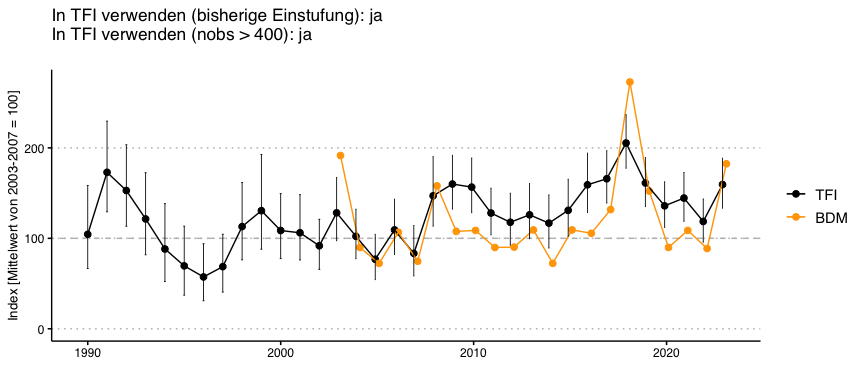 In TFI verwenden (bisherige Einstufung): ja
In TFI verwenden (nobs > 400): ja
Index [Mittelwert von 2003-2007 = 100]
200
100
0
1990
2000
2010
2020
TFI
BDM